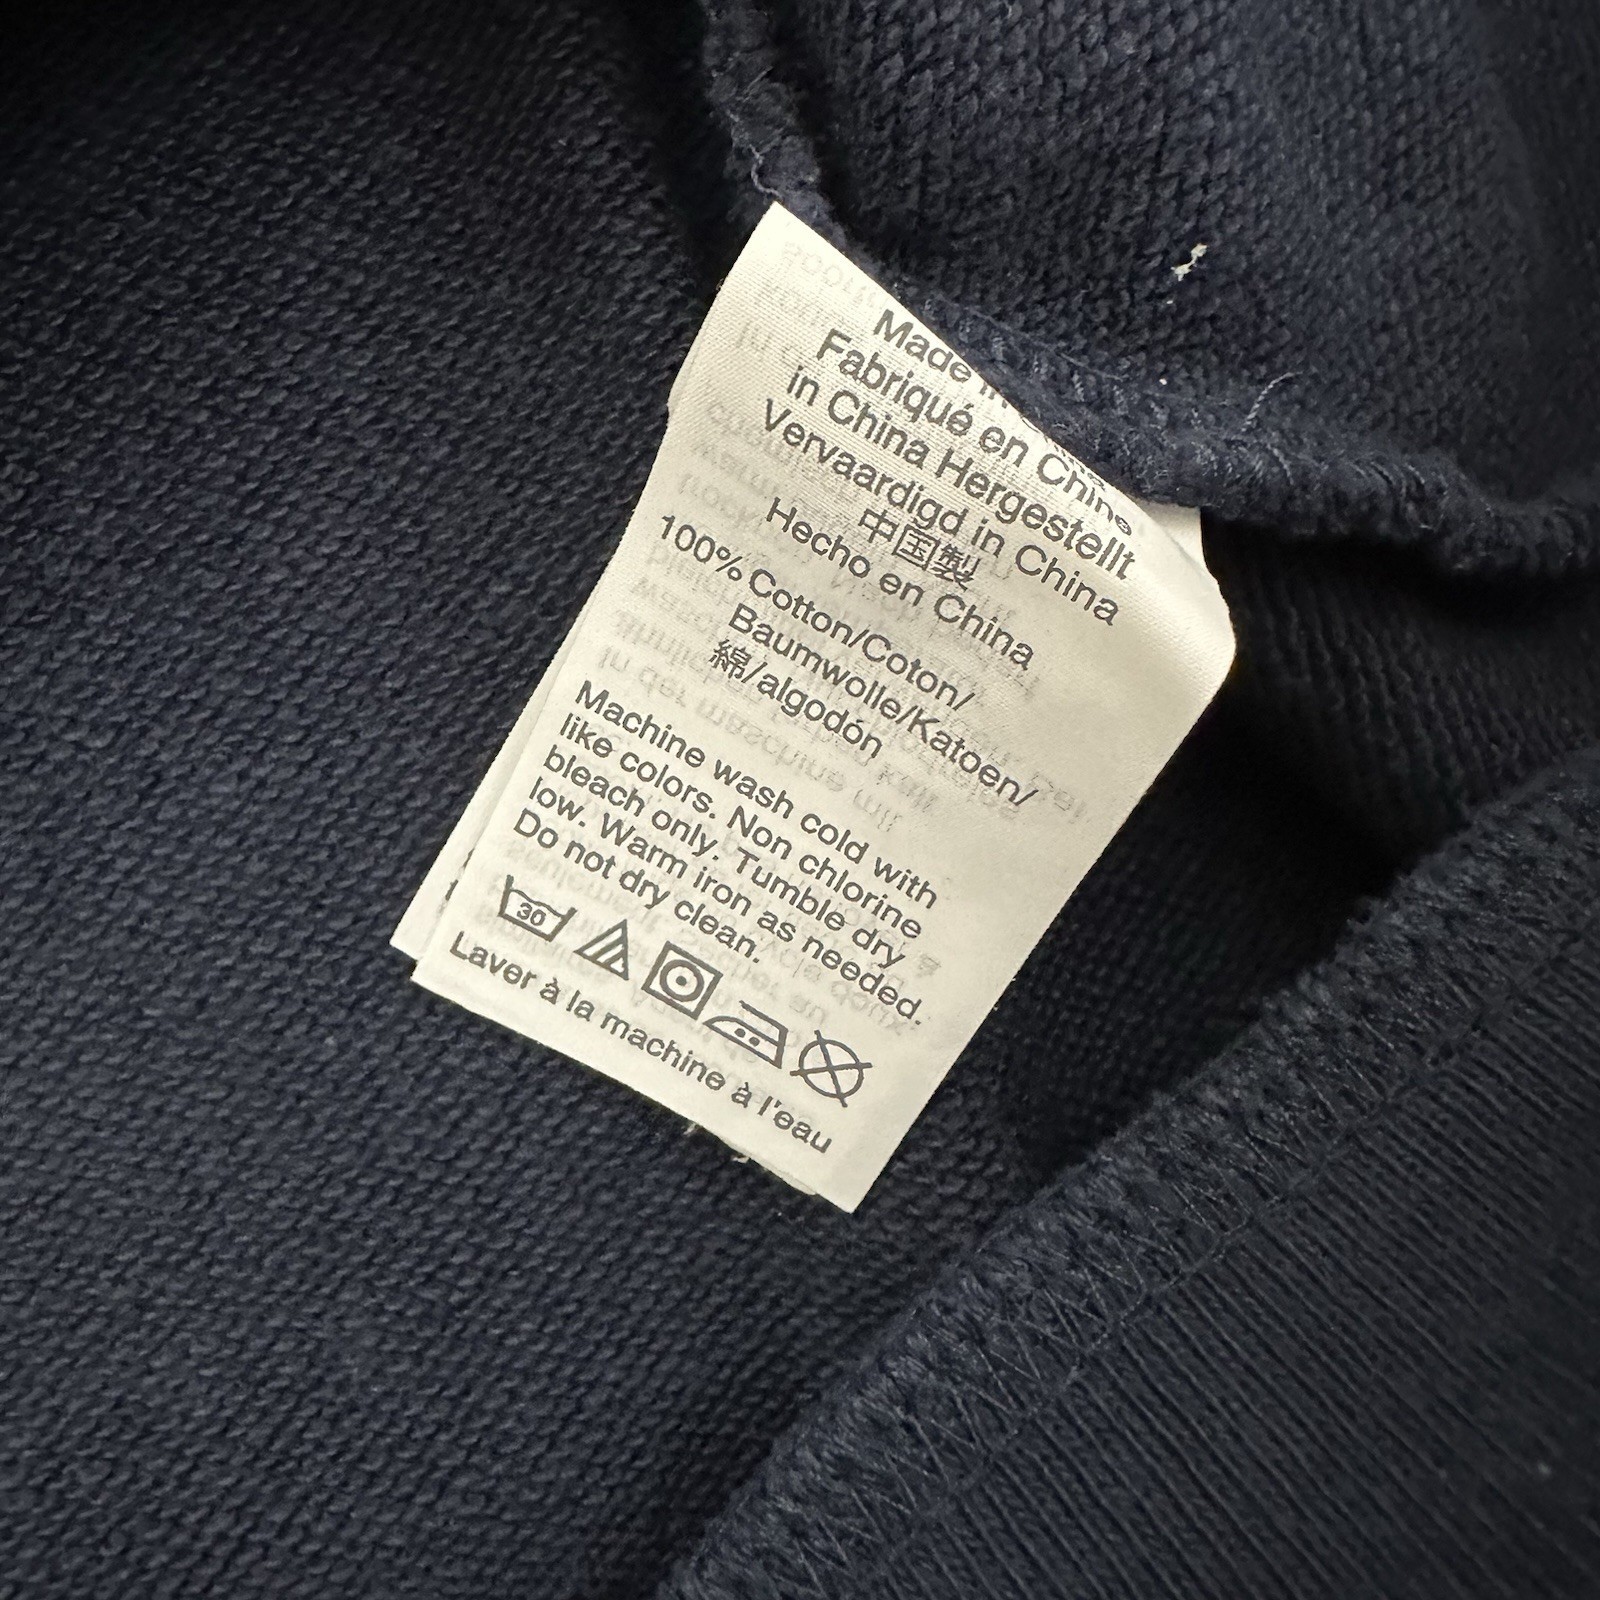 Made in
Fabriqué en Chine
in China Hergestellt
Vervaardigd in China
中国製
Hecho en China
100% Cotton/Coton/
Baumwolle/Katoen/
綿/algodón
Machine wash cold with
like colors. Non chlorine
bleach only. Tumble dry
low. Warm iron as needed.
Do not dry clean.
30
Laver à la machine à l'eau